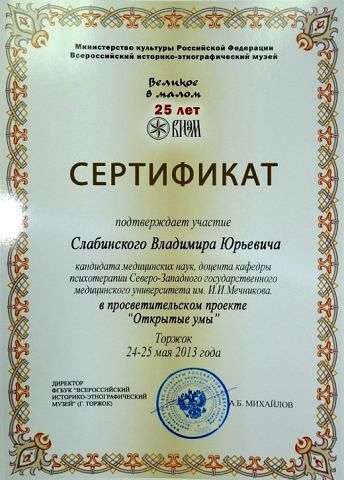 Министерство культуры Российской Федерации
Всероссийский историко-этнографический музей
Великое
в малом
25 лет
ВИЭМ
СЕРТИФИКАТ
подтверждает участие
Слабинского Владимира Юрьевича
кандидата медицинских наук, доцента кафедры
психотерапии Северо-Западного государственного
медицинского университета им. И.И.Мечникова.
в просветительском проекте
"Открытые умы"
Торжок
24-25 мая 2013 года
ДИРЕКТОР
ФГБУК "ВСЕРОССИЙСКИЙ
ИСТОРИКО-ЭТНОГРАФИЧЕСКИЙ
МУЗЕЙ" (Г. ТОРЖОК)
А.Б. МИХАЙЛОВ